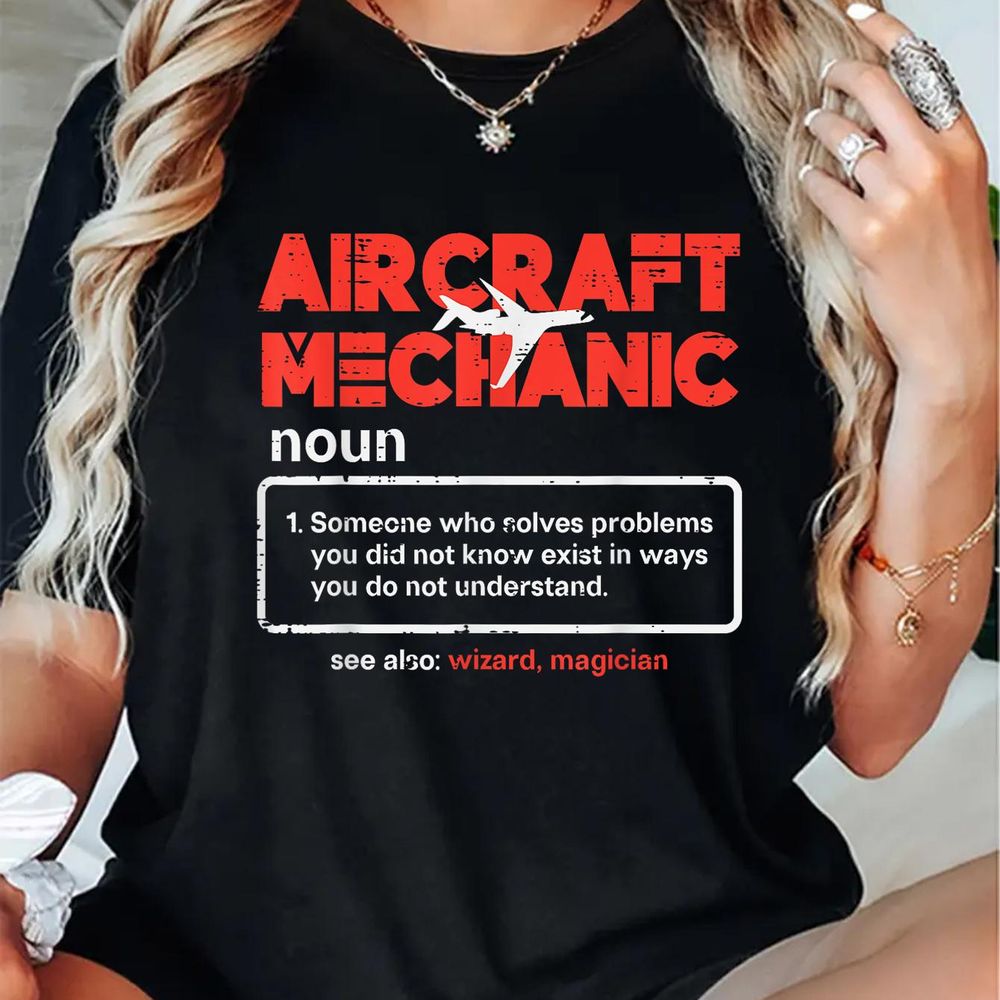 AIRCRAFT
MECHANIC
noun
1. Someone who solves problems
you did not know exist in ways
you do not understand.
see also: wizard, magician